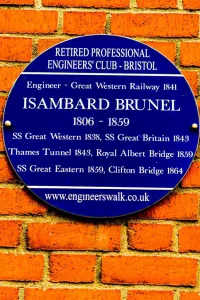 RETIRED PROFESSIONAL
ENGINEERS' CLUB - BRISTOL
Engineer - Great Western Railway 1841
ISAMBARD BRUNEL
1806 - 1859
SS Great Western 1838, SS Great Britain 1843
Thames Tunnel 1843, Royal Albert Bridge 1859
SS Great Eastern 1859, Clifton Bridge 1864
www.engineerswalk.co.uk